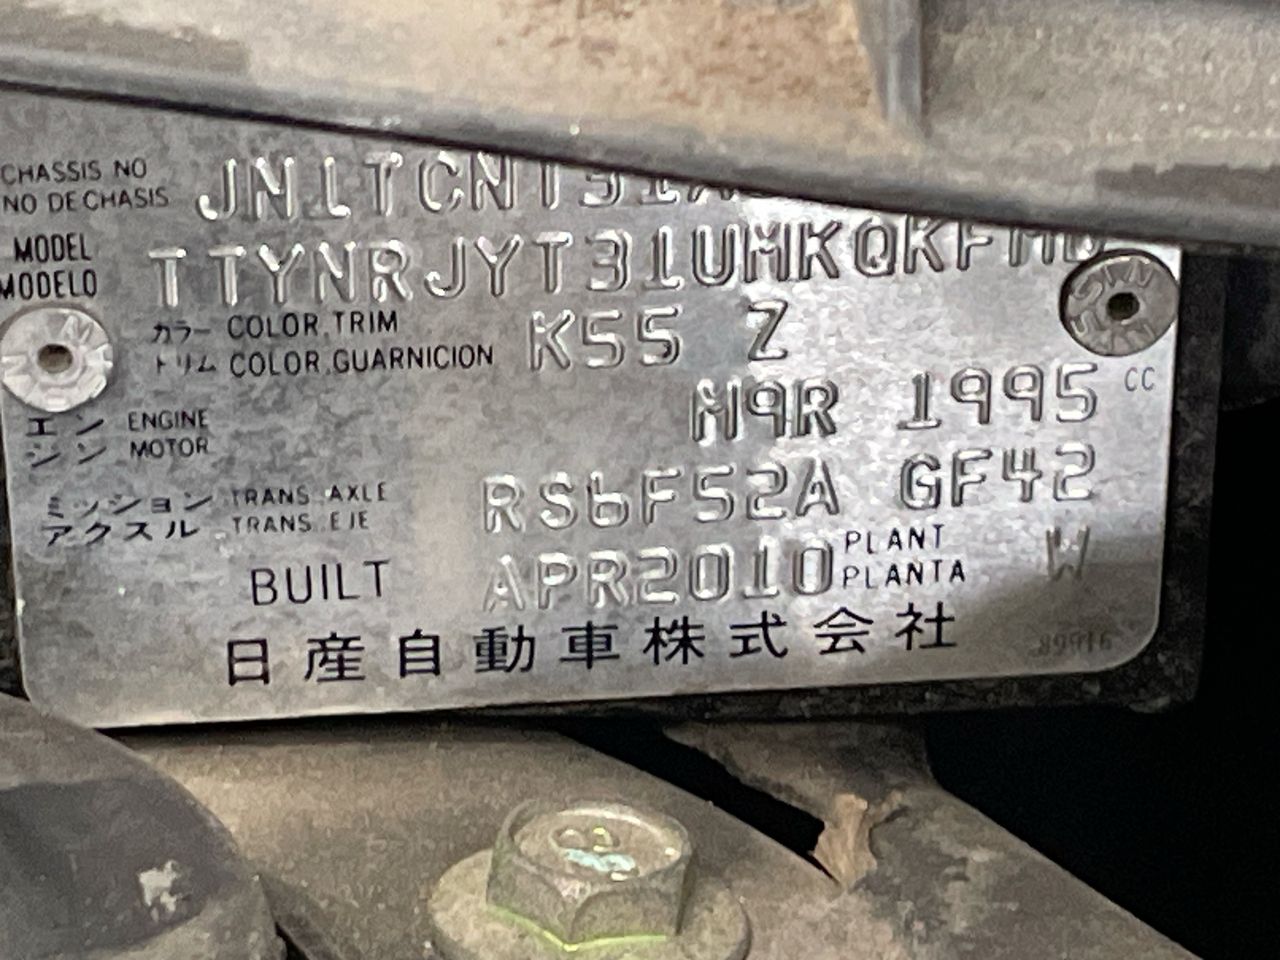 CHASSIS NO
NO DE CHASIS JN1TCNT31
MODEL
MODELO TTYNRJYT31UMKQKF
カラー COLOR,TRIM
トリム COLOR,GUARNICION K55 Z
エンジン ENGINE
MOTOR M9R 1995 CC
ミッション TRANS AXLE
アクスル TRANS EJE RS6F52A GF42
BUILT APR2010 PLANT
PLANTA W
日産自動車株式会社
89916